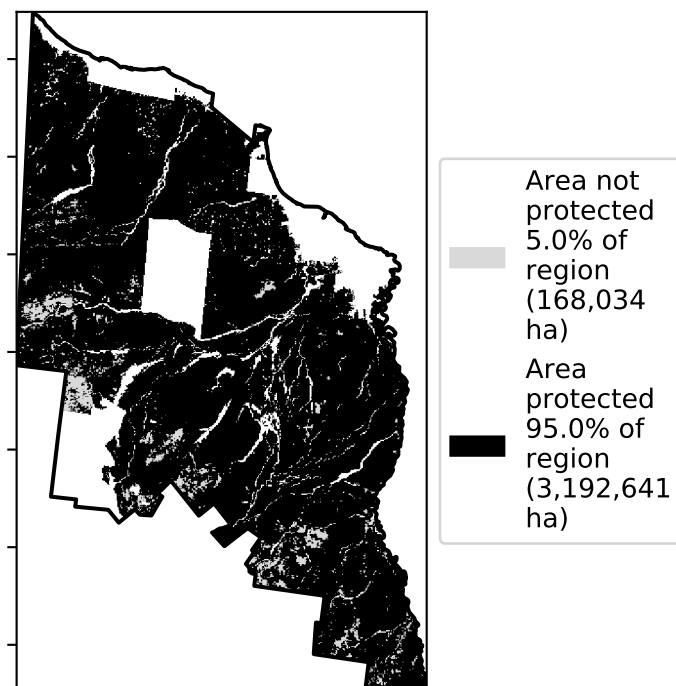 Area not
protected
5.0% of
region
(168,034
ha)
Area
protected
95.0% of
region
(3,192,641
ha)